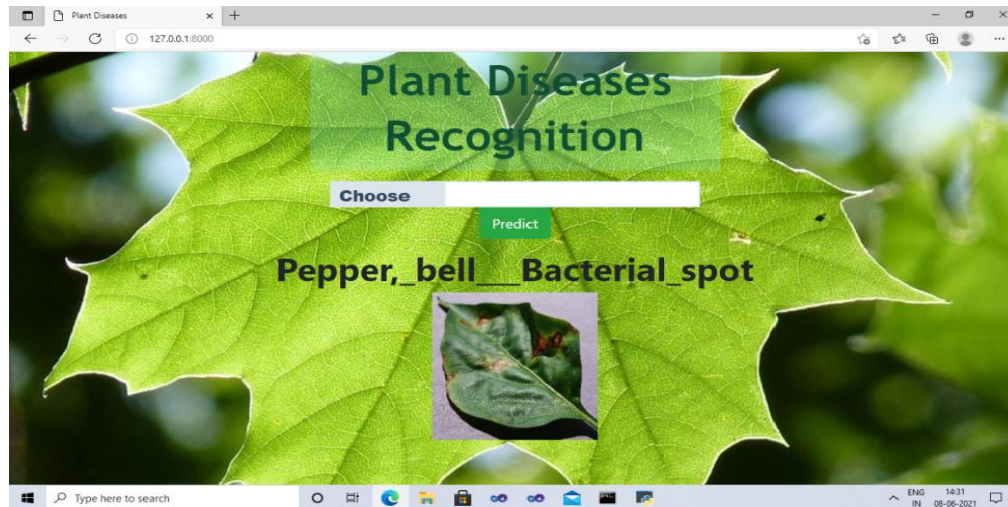 Plant Diseases
127.0.0.1:8000
Plant Diseases
Recognition
Choose
Predict
Pepper,_bell___Bacterial_spot
Type here to search
ENG
IN
14:31
08-06-2021